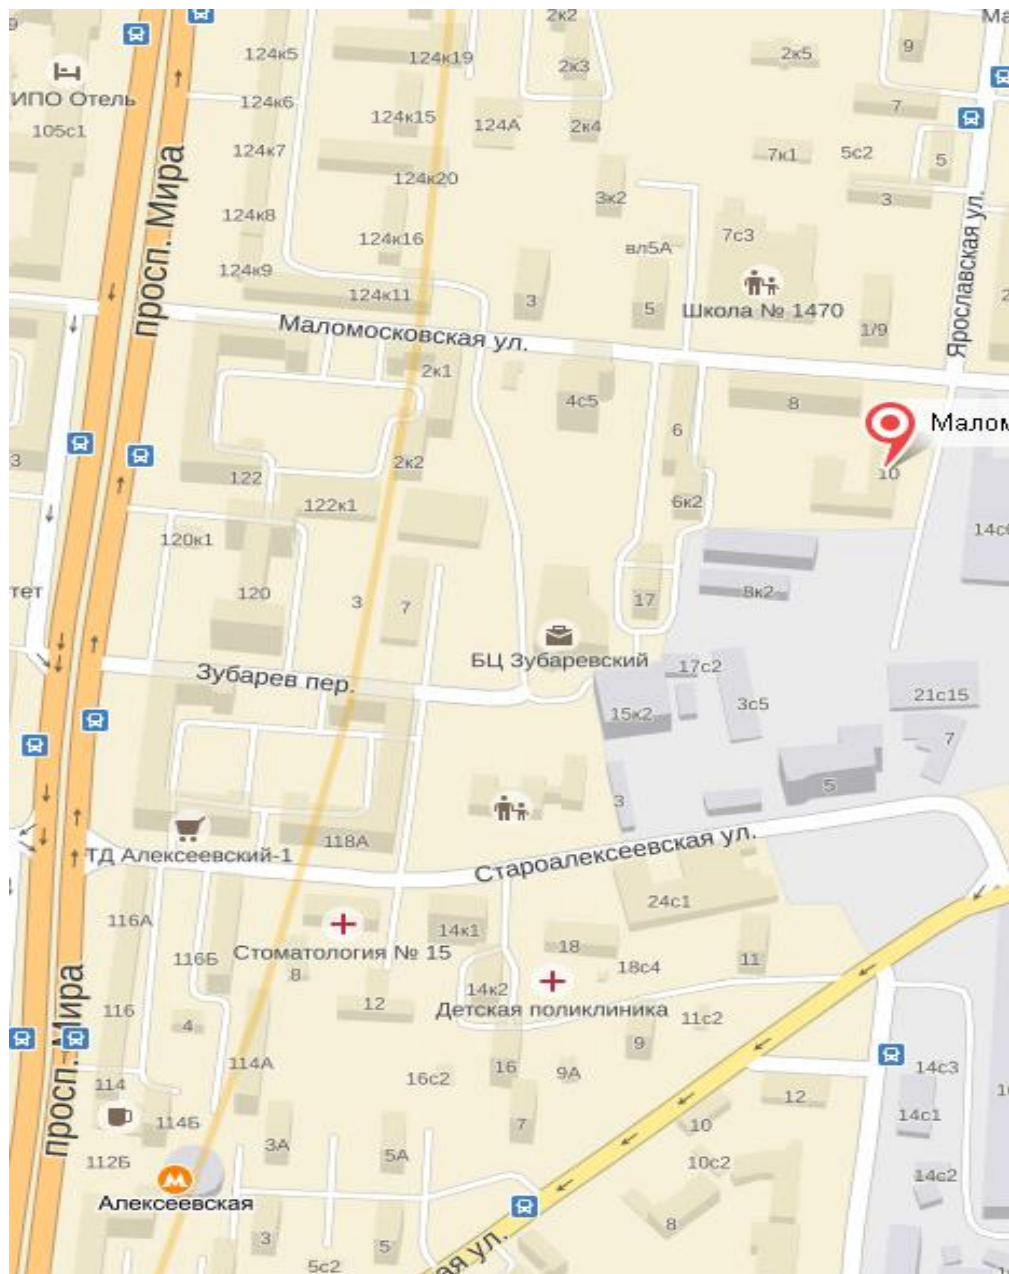 2к2
Ма
9
124к5
124к19
2к5
9
2к3
ИПО Отель
124к6
7
105с1
124к15
124А
2к4
124к7
7к1
5с2
5
просп. Мира
124к20
3к2
3
124к8
7с3
Ярославская ул.
124к16
вл5А
124к9
124к11
3
5
Школа № 1470
1/9
Маломосковская ул.
2к1
4с5
8
Малом
6
3
2к2
122
10
122к1
6к2
120к1
14с6
тет
120
3
7
17
8к2
БЦ Зубаревский
17с2
Зубарев пер.
21с15
15к2
3с5
7
5
3
118А
Староалексеевская ул.
ТД Алексеевский-1
24с1
116А
14к1
18
Стоматология № 15
116Б
8
18с4
11
14к2
12
Детская поликлиника
116
11с2
4
просп. Мира
9
114А
16
14с3
16с2
9А
114
12
14с1
114Б
7
10
3А
5А
112Б
10с2
14с2
Алексеевская
8
3
5
ая ул.
5с2